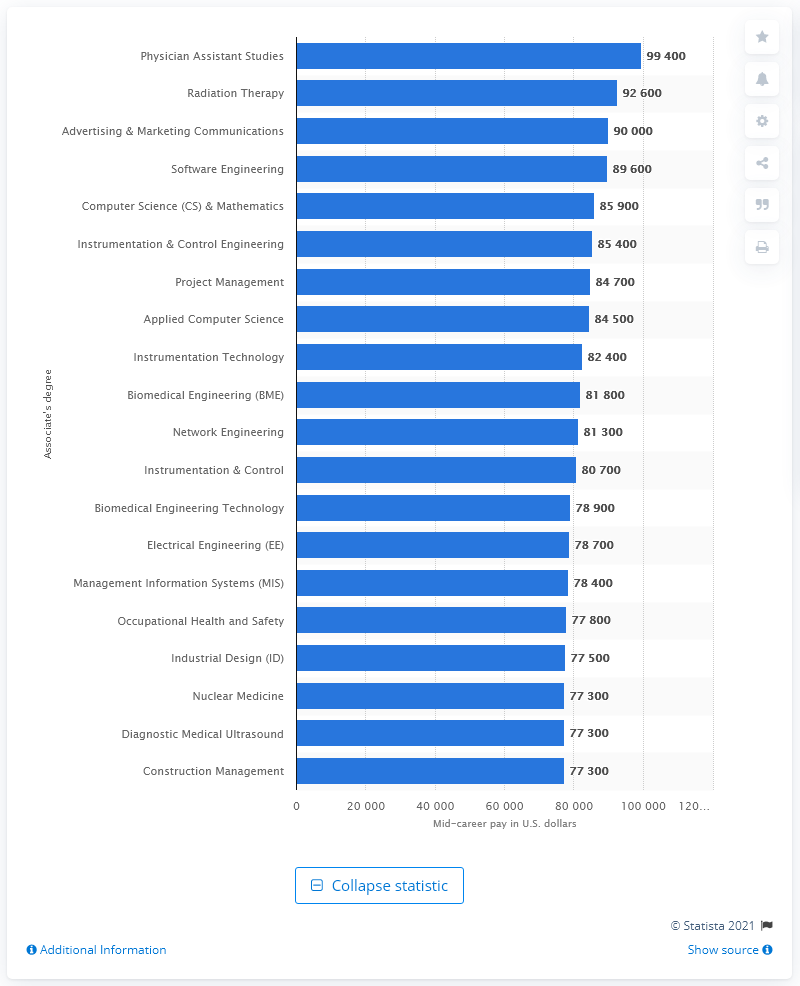 Physician Assistant Studies 99 400
Radiation Therapy 92 600
Advertising & Marketing Communications 90 000
Software Engineering 89 600
Computer Science (CS) & Mathematics 85 900
Instrumentation & Control Engineering 85 400
Project Management 84 700
Applied Computer Science 84 500
Instrumentation Technology 82 400
Associate's degree
Biomedical Engineering (BME) 81 800
Network Engineering 81 300
Instrumentation & Control 80 700
Biomedical Engineering Technology 78 900
Electrical Engineering (EE) 78 700
Management Information Systems (MIS) 78 400
Occupational Health and Safety 77 800
Industrial Design (ID) 77 500
Nuclear Medicine 77 300
Diagnostic Medical Ultrasound 77 300
Construction Management 77 300
0 20 000 40 000 60 000 80 000 100 000 120...
Mid-career pay in U.S. dollars
Collapse statistic
© Statista 2021
Additional Information Show source